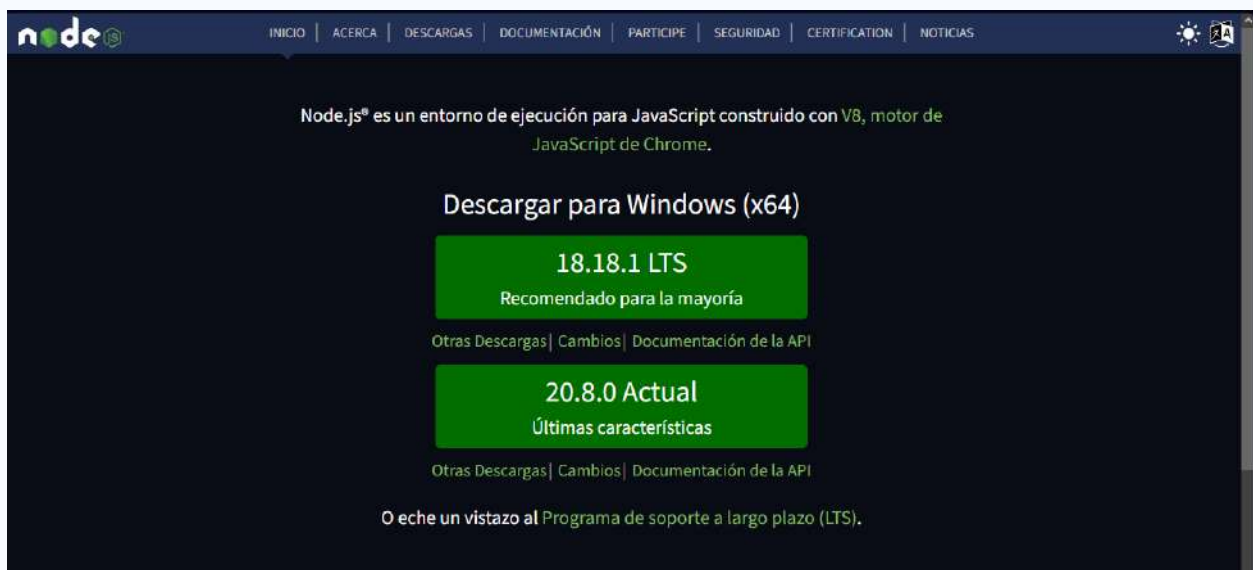 node JS
INICIO | ACERCA | DESCARGAS | DOCUMENTACIÓN | PARTICIPE | SEGURIDAD | CERTIFICATION | NOTICIAS
Node.js® es un entorno de ejecución para JavaScript construido con V8, motor de
JavaScript de Chrome.
Descargar para Windows (x64)
18.18.1 LTS
Recomendado para la mayoría
Otras Descargas| Cambios| Documentación de la API
20.8.0 Actual
Últimas características
Otras Descargas| Cambios| Documentación de la API
O eche un vistazo al Programa de soporte a largo plazo (LTS).